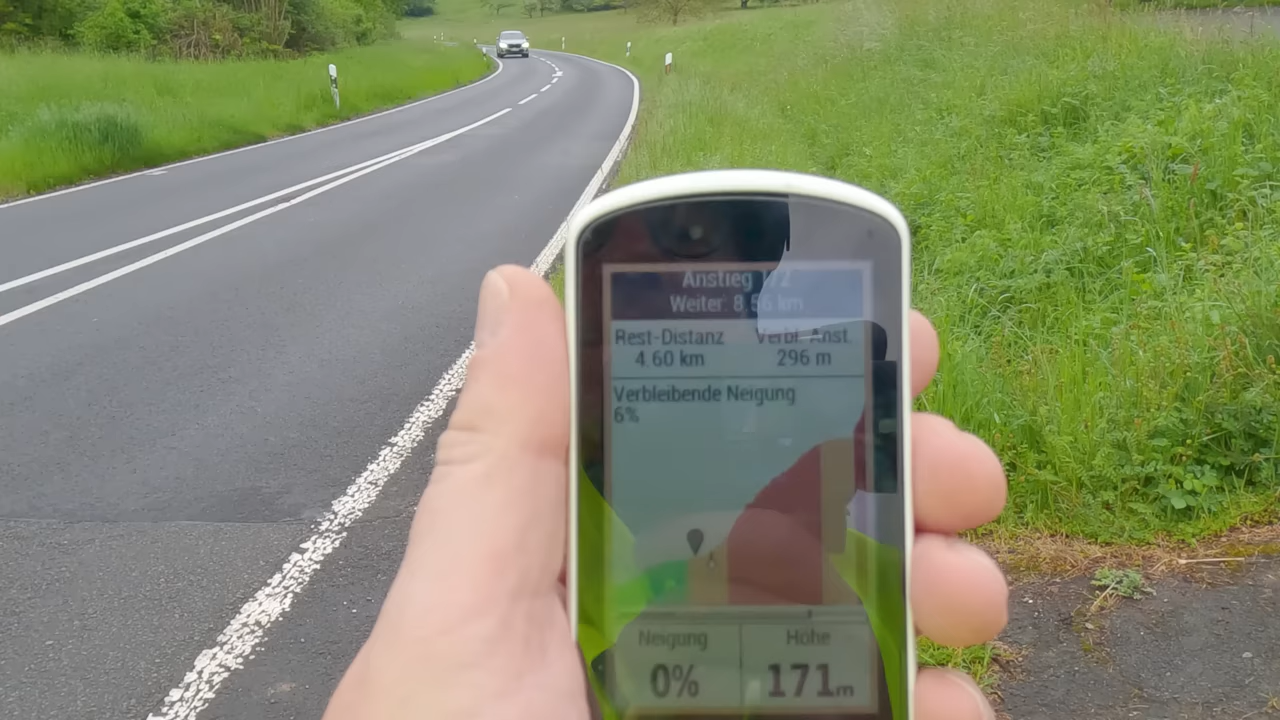 Anstieg 1/2
Weiter: 8.56 km
Rest-Distanz Verbl. Anst.
4.60 km 296 m
Verbleibende Neigung
6%
Neigung Höhe
0% 171m